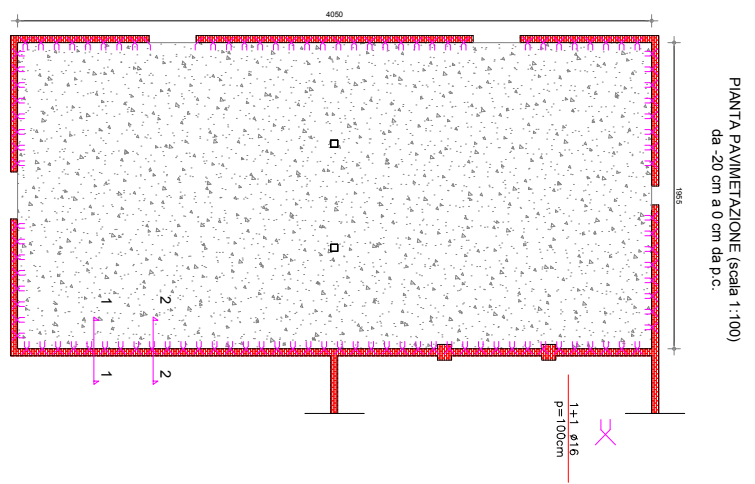 4050
PIANTA PAVIMETAZIONE (scala 1:100)
da -20 cm a 0 cm da p.c.
1955
1
2
1
2
1+1 ø16
p=100cm